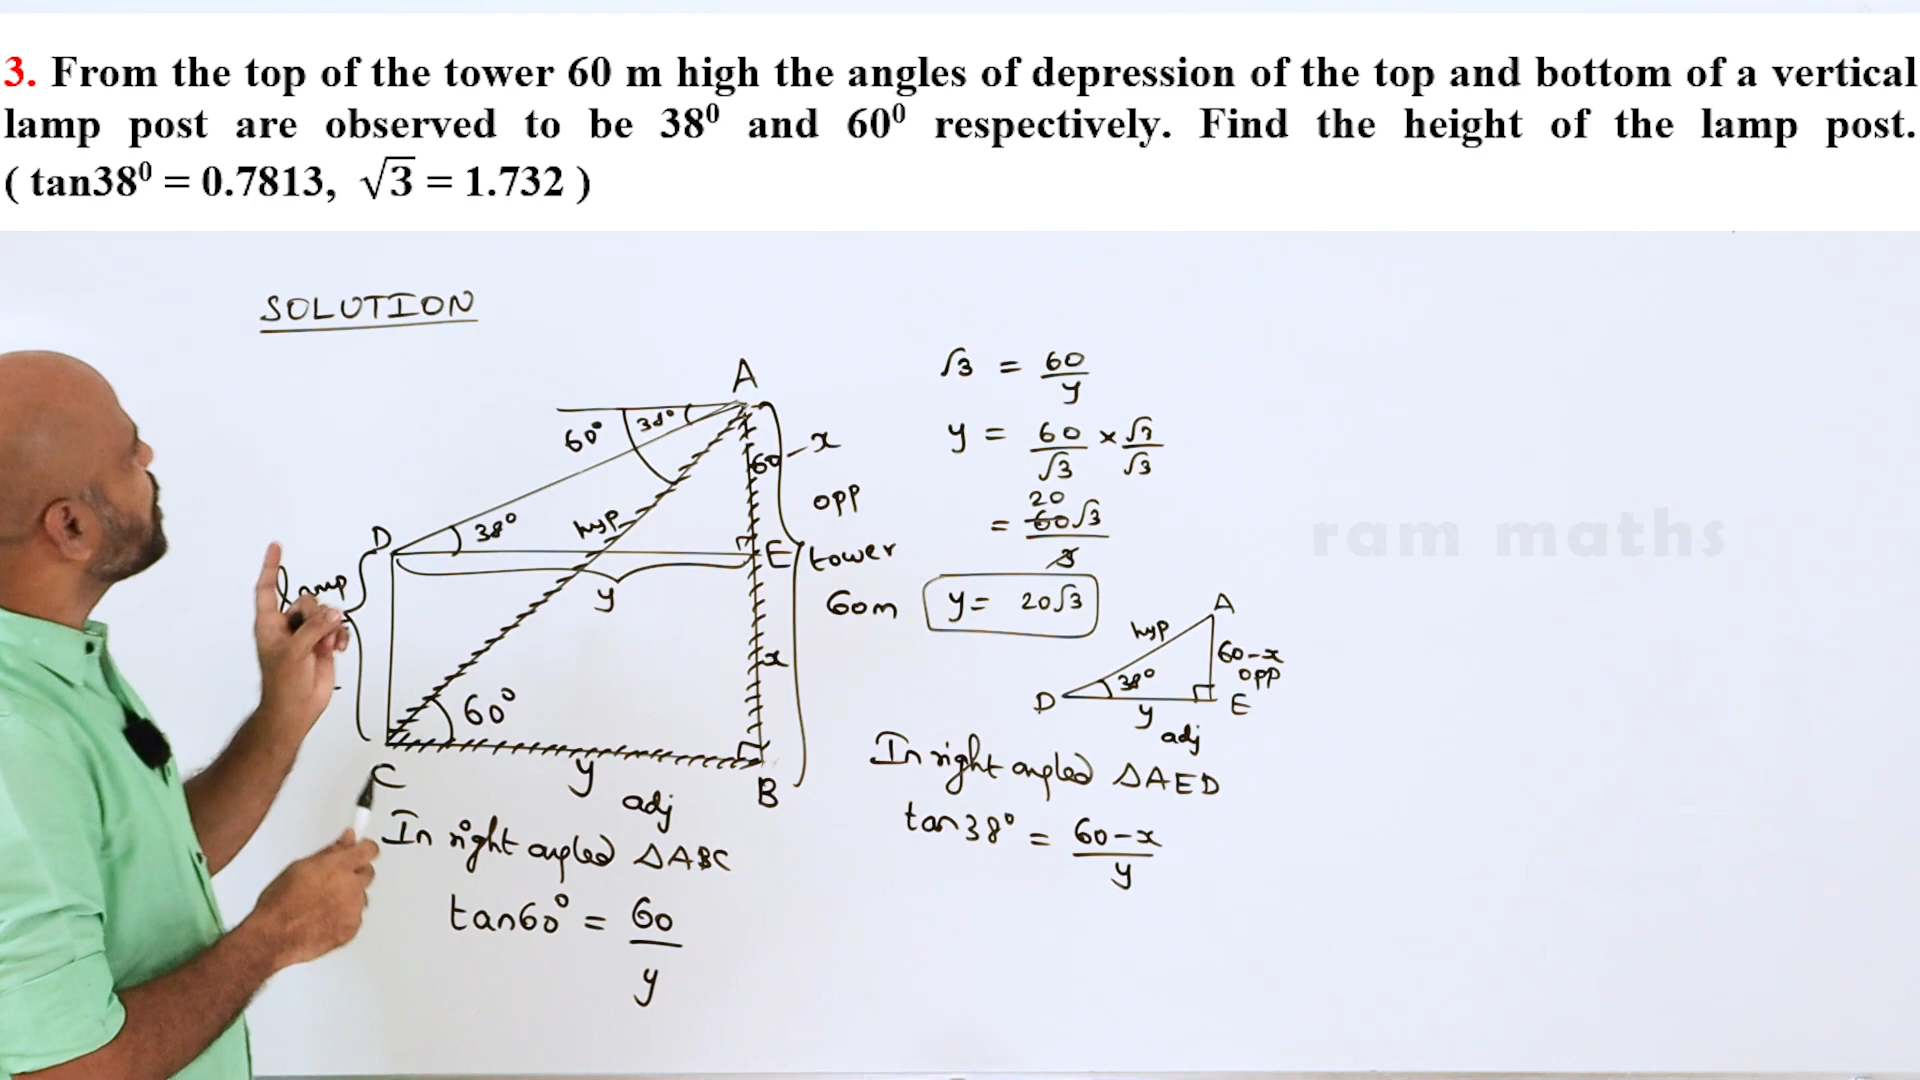 3. From the top of the tower 60 m high the angles of depression of the top and bottom of a vertical
lamp post are observed to be 38⁰ and 60⁰ respectively. Find the height of the lamp post.
( tan38⁰ = 0.7813, √3 = 1.732 )
SOLUTION
A
60° 38°
60 - x
opp
D
38°
hyp
E
tower
60m
lamp
y
x
60°
C
y
adj
B
In right angled ΔABC
tan60° = 60/y
√3 = 60/y
y = 60/√3 × √3/√3
= 20 60√3/3
y = 20√3
A
hyp
60-x
opp
38°
D
E
y
adj
In right angled ΔAED
tan38° = 60-x/y
ram maths